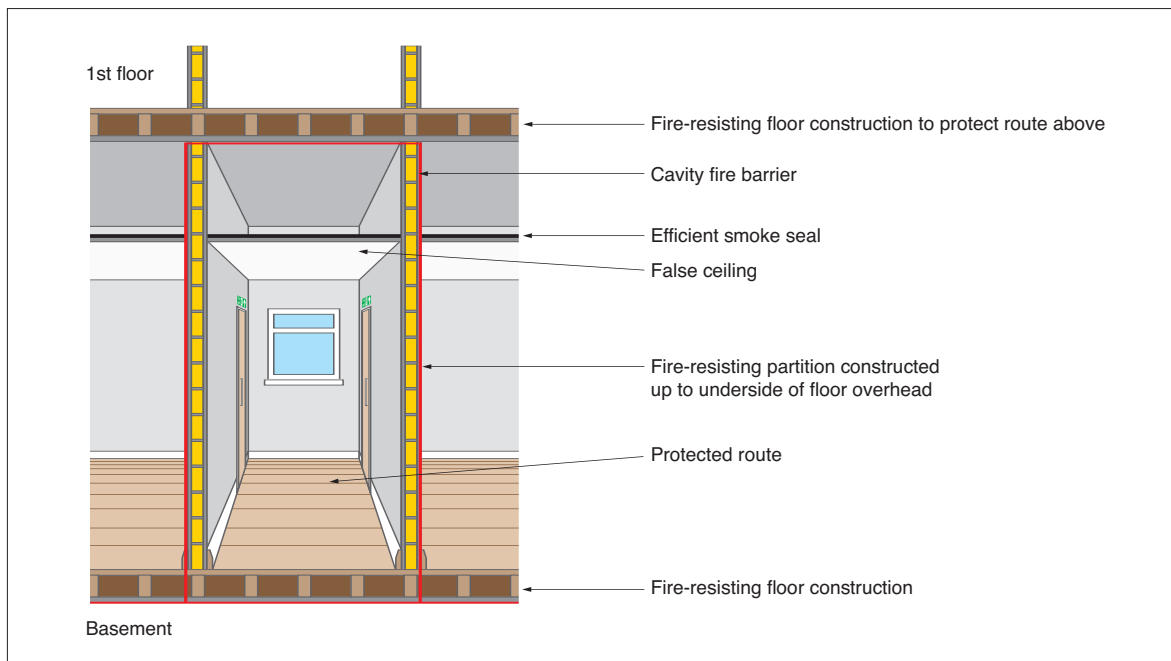 1st floor
Fire-resisting floor construction to protect route above
Cavity fire barrier
Efficient smoke seal
False ceiling
Fire-resisting partition constructed
up to underside of floor overhead
Protected route
Fire-resisting floor construction
Basement